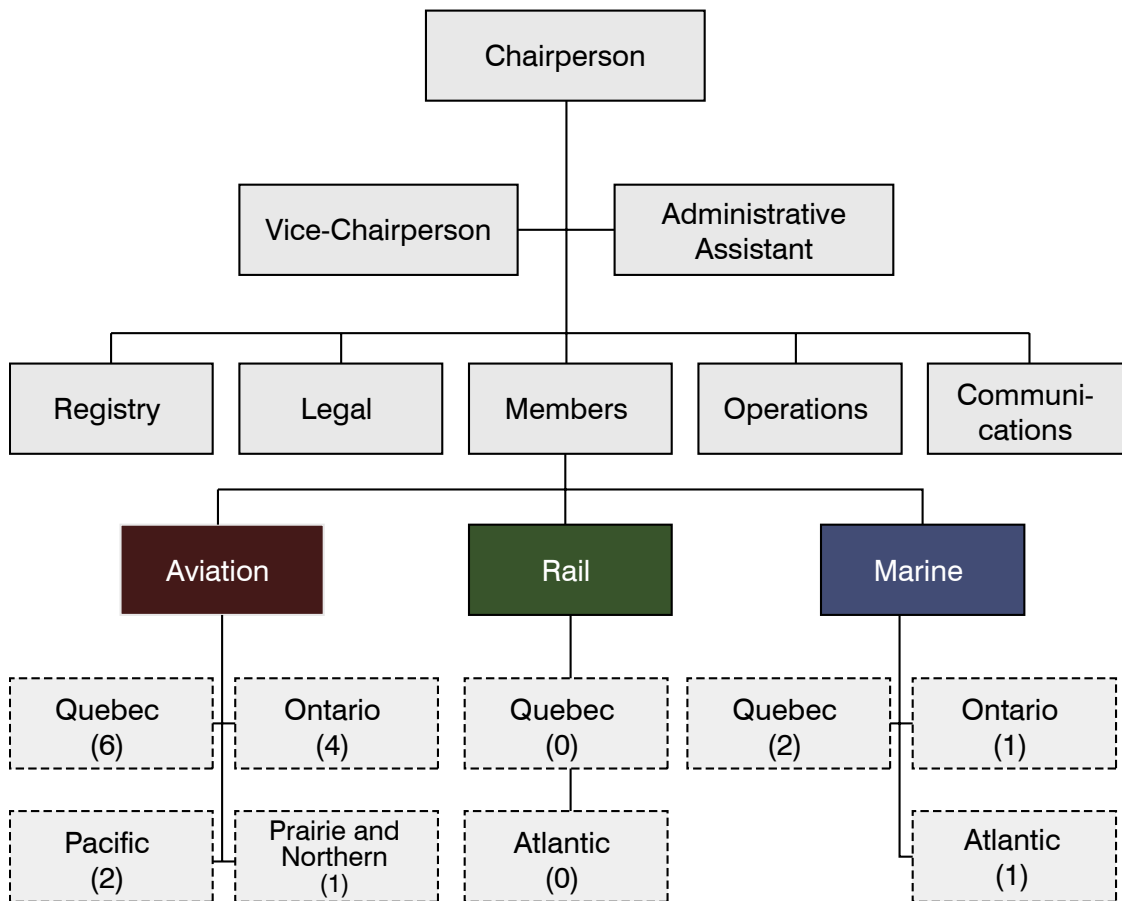 Chairperson
Vice-Chairperson
Administrative
Assistant
Registry
Legal
Members
Operations
Communi-
cations
Aviation
Rail
Marine
Quebec
(6)
Ontario
(4)
Quebec
(0)
Quebec
(2)
Ontario
(1)
Pacific
(2)
Prairie and
Northern
(1)
Atlantic
(0)
Atlantic
(1)